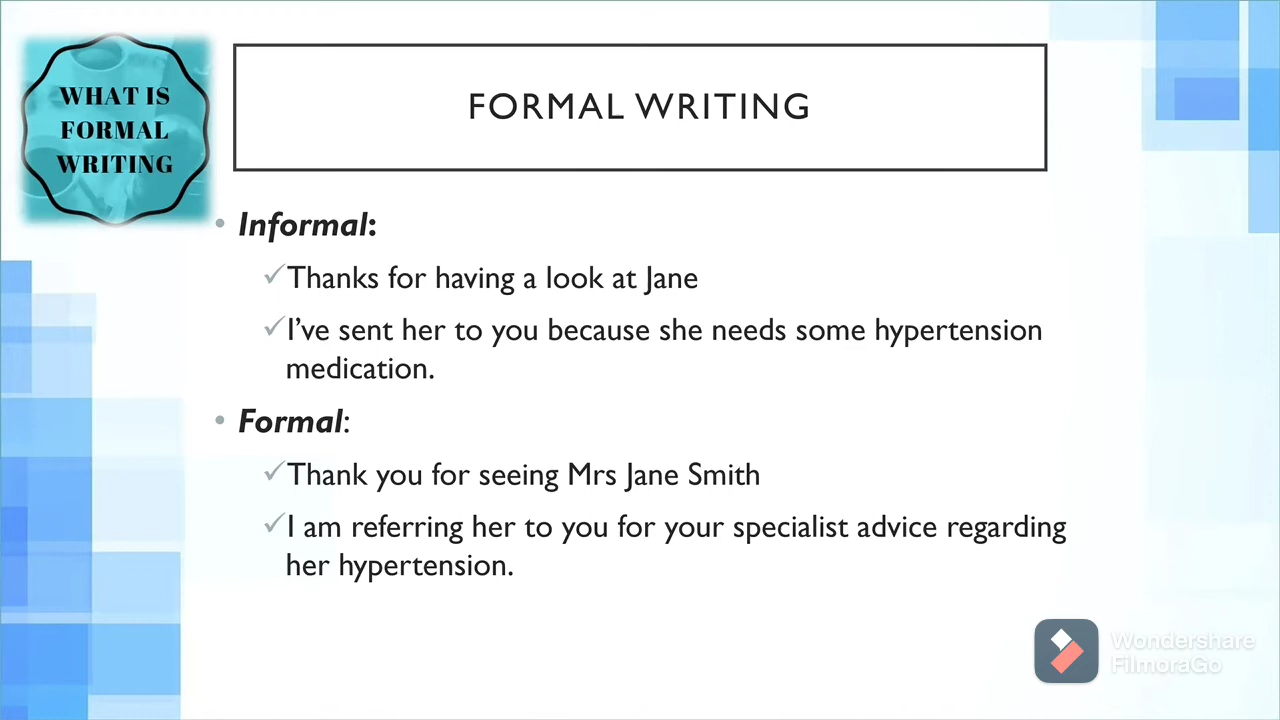 WHAT IS
FORMAL
WRITING
FORMAL WRITING
• Informal:
✓Thanks for having a look at Jane
✓I’ve sent her to you because she needs some hypertension
medication.
• Formal:
✓Thank you for seeing Mrs Jane Smith
✓I am referring her to you for your specialist advice regarding
her hypertension.
Wondershare
FilmoraGo